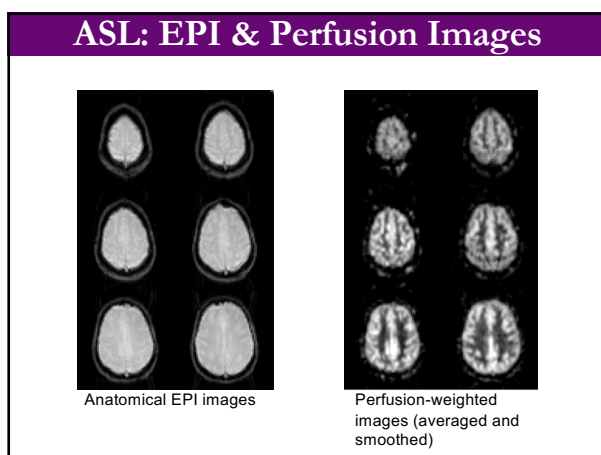 ASL: EPI & Perfusion Images
Anatomical EPI images
Perfusion-weighted
images (averaged and
smoothed)